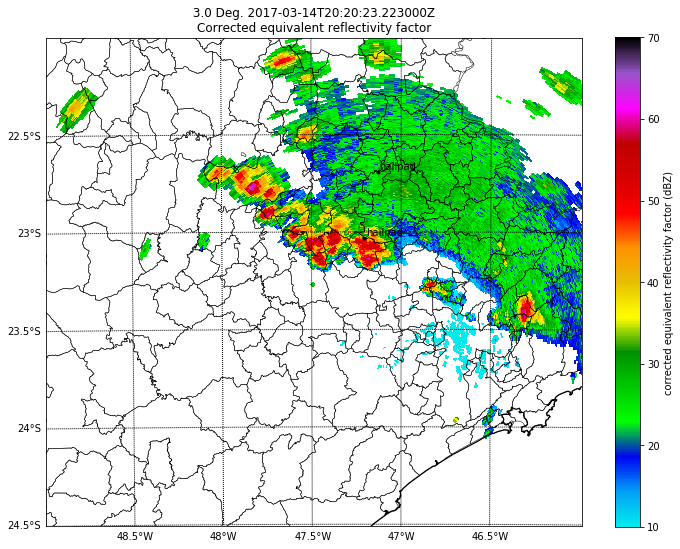 3.0 Deg. 2017-03-14T20:20:23.223000Z
Corrected equivalent reflectivity factor
22.5°S
23°S
23.5°S
24°S
24.5°S
48.5°W
48°W
47.5°W
47°W
46.5°W
hailpad
hailpad
70
60
50
40
30
20
10
corrected equivalent reflectivity factor (dBZ)